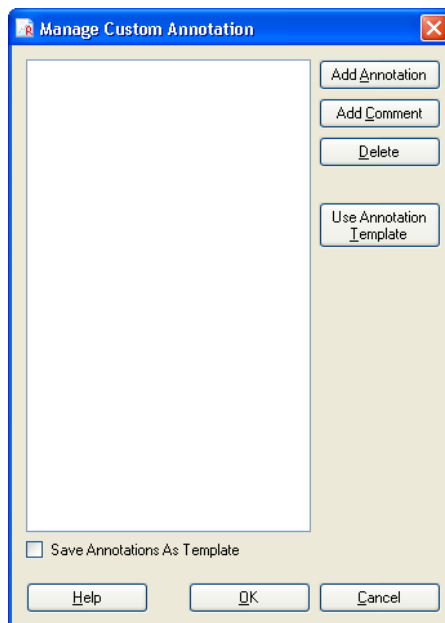 Manage Custom Annotation
Add Annotation
Add Comment
Delete
Use Annotation
Template
Save Annotations As Template
Help
OK
Cancel